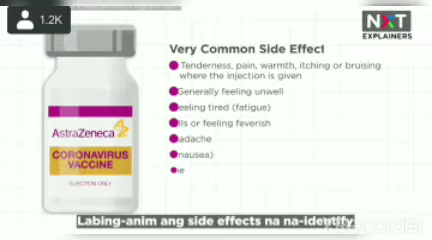 1.2K
NXT
EXPLAINERS
Very Common Side Effect
Tenderness, pain, warmth, itching or bruising
where the injection is given
Generally feeling unwell
eeling tired (fatigue)
lls or feeling feverish
adache
nausea)
ie
AstraZeneca
CORONAVIRUS
VACCINE
INJECTION ONLY
Labing-anim ang side effects na na-identify